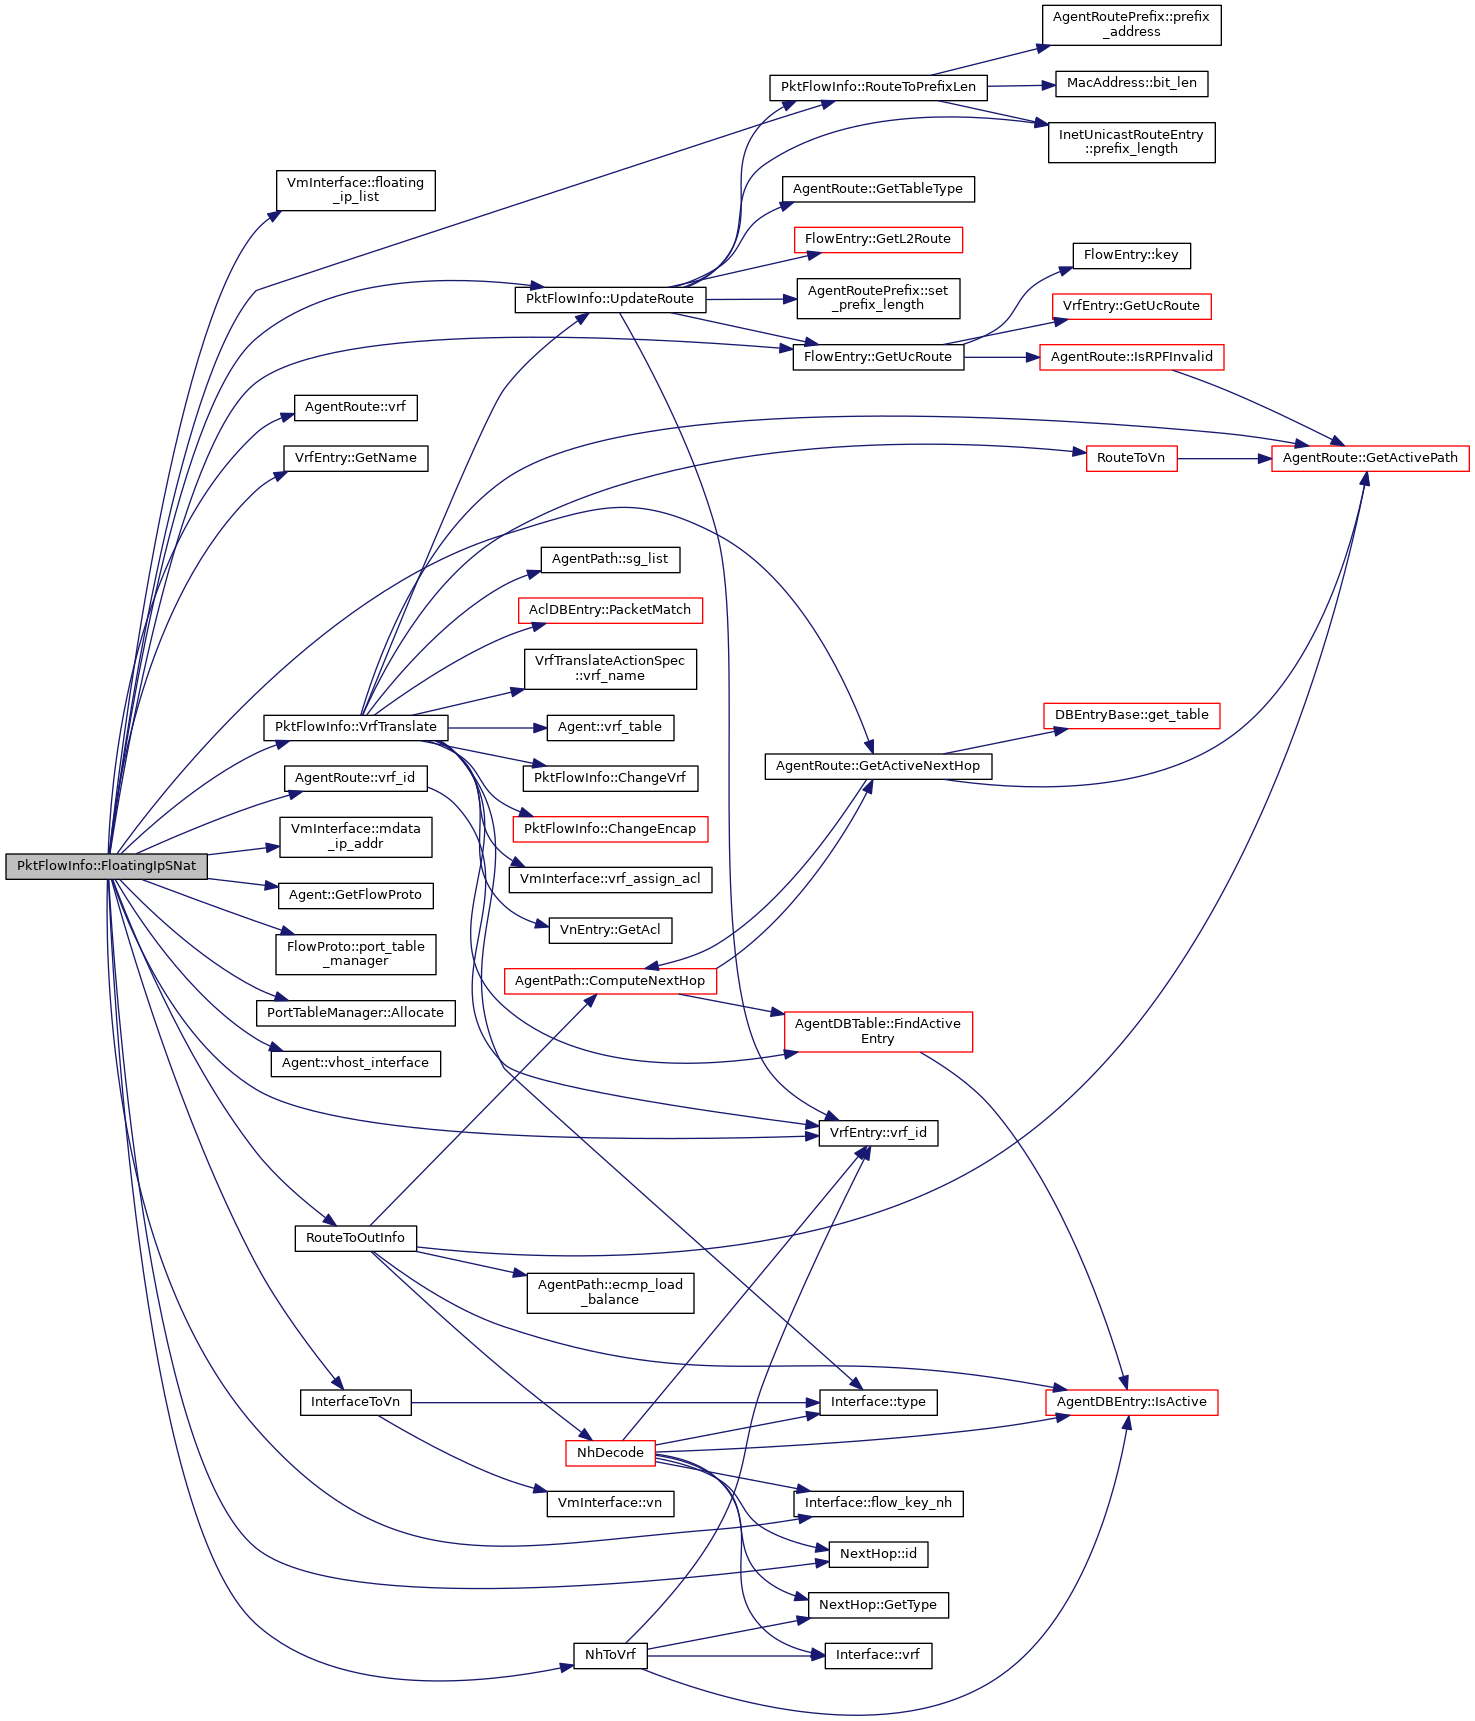 AgentRoutePrefix::prefix
_address
PktFlowInfo::RouteToPrefixLen
MacAddress::bit_len
InetUnicastRouteEntry
::prefix_length
VmInterface::floating
_ip_list
AgentRoute::GetTableType
FlowEntry::GetL2Route
FlowEntry::key
PktFlowInfo::UpdateRoute
AgentRoutePrefix::set
_prefix_length
VrfEntry::GetUcRoute
FlowEntry::GetUcRoute
AgentRoute::IsRPFInvalid
AgentRoute::vrf
VrfEntry::GetName
RouteToVn
AgentRoute::GetActivePath
AgentPath::sg_list
AclDBEntry::PacketMatch
VrfTranslateActionSpec
::vrf_name
DBEntryBase::get_table
PktFlowInfo::VrfTranslate
Agent::vrf_table
AgentRoute::GetActiveNextHop
AgentRoute::vrf_id
PktFlowInfo::ChangeVrf
VmInterface::mdata
_ip_addr
PktFlowInfo::ChangeEncap
PktFlowInfo::FloatingIpSNat
VmInterface::vrf_assign_acl
Agent::GetFlowProto
VnEntry::GetAcl
FlowProto::port_table
_manager
AgentPath::ComputeNextHop
PortTableManager::Allocate
AgentDBTable::FindActive
Entry
Agent::vhost_interface
VrfEntry::vrf_id
RouteToOutInfo
AgentPath::ecmp_load
_balance
InterfaceToVn
Interface::type
AgentDBEntry::IsActive
NhDecode
VmInterface::vn
Interface::flow_key_nh
NextHop::id
NextHop::GetType
NhToVrf
Interface::vrf